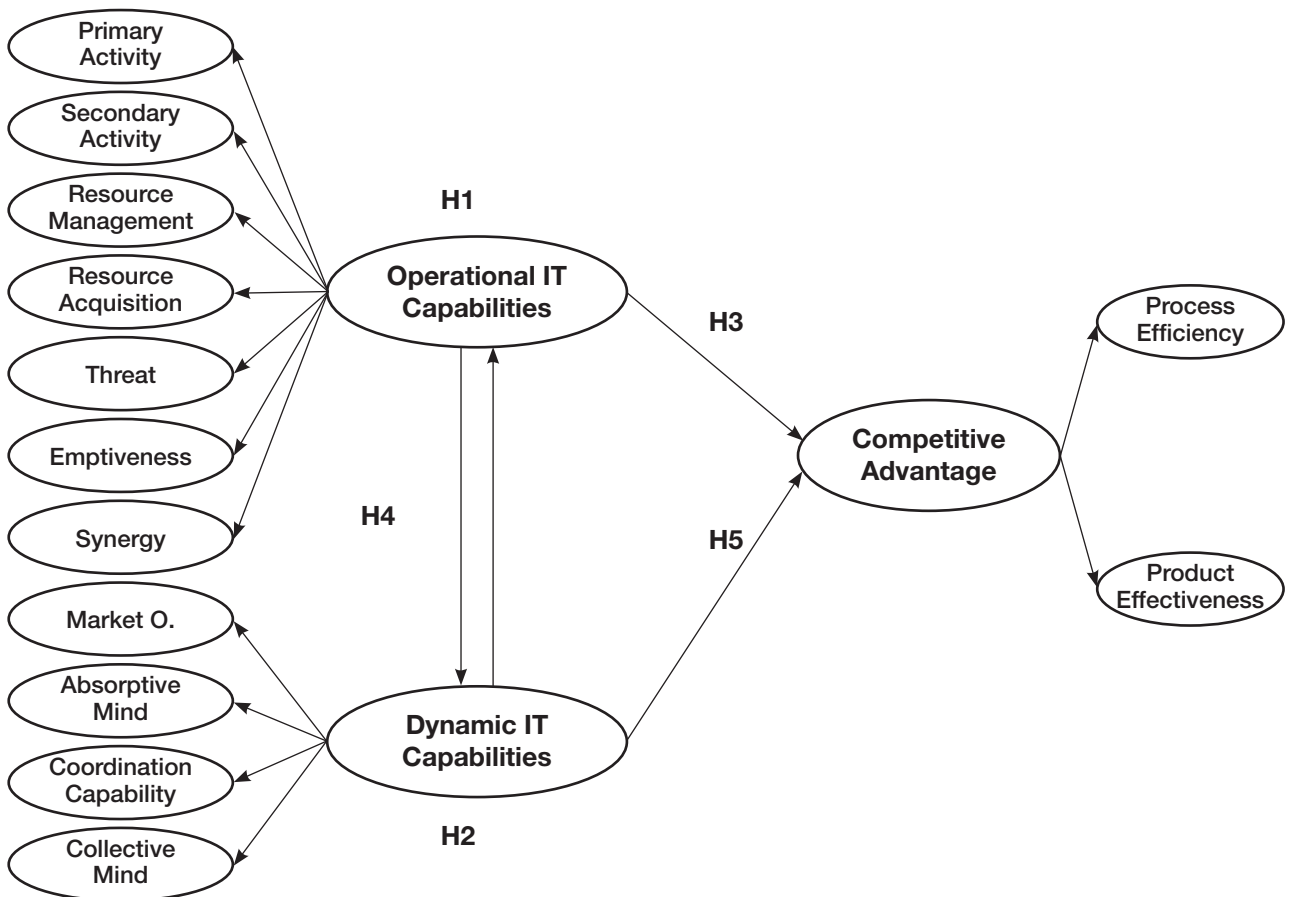 Primary
Activity
Secondary
Activity
Resource
Management
Resource
Acquisition
Threat
Emptiveness
Synergy
Market O.
Absorptive
Mind
Coordination
Capability
Collective
Mind
H1
Operational IT
Capabilities
H4
Dynamic IT
Capabilities
H2
H3
H5
Competitive
Advantage
Process
Efficiency
Product
Effectiveness